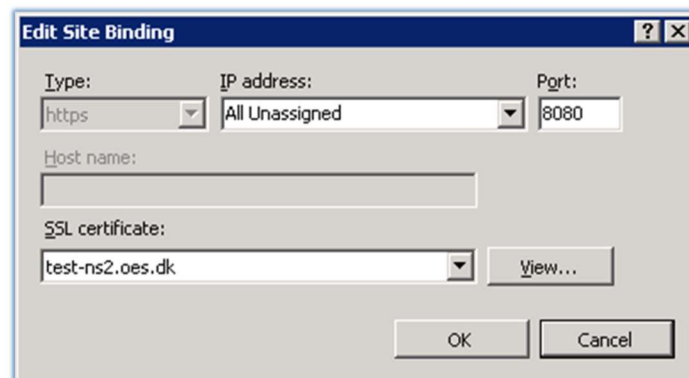 Edit Site Binding
Type: IP address: Port:
https All Unassigned 8080
Host name:
SSL certificate:
test-ns2.oes.dk View...
OK Cancel